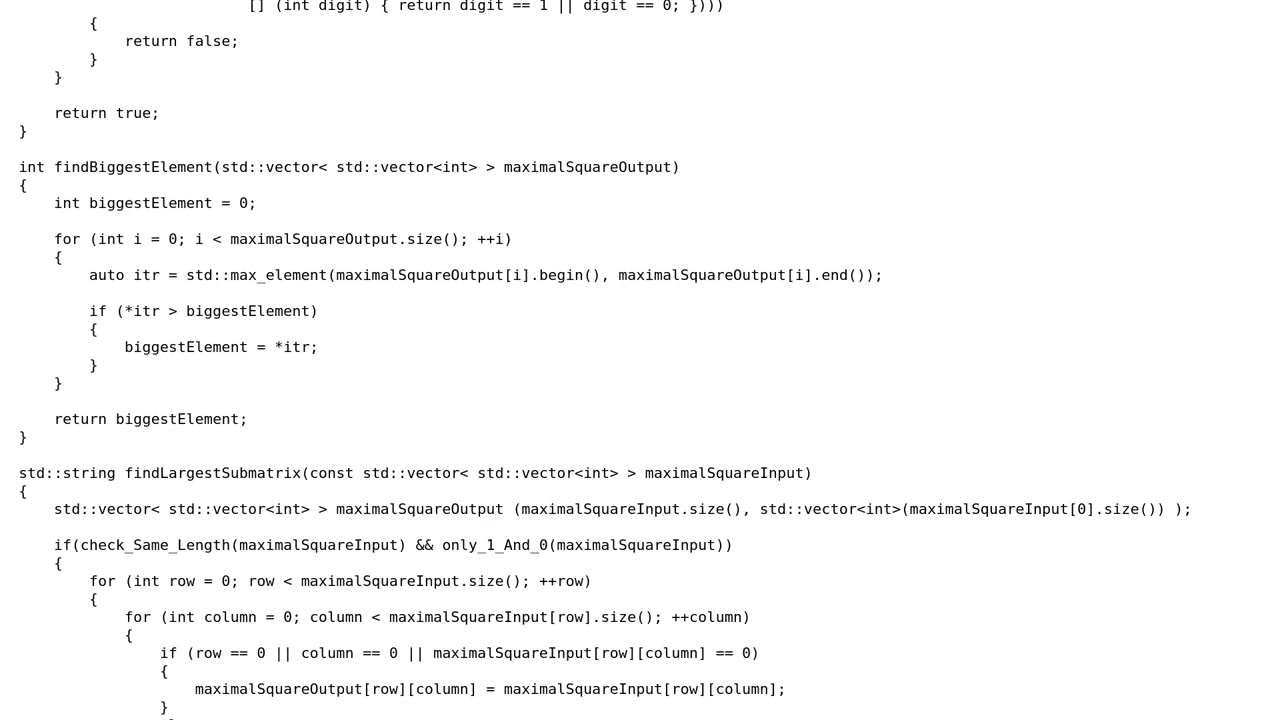 [] (int digit) { return digit == 1 || digit == 0; })))
        {
            return false;
        }
    }

    return true;
}

int findBiggestElement(std::vector< std::vector<int> > maximalSquareOutput)
{
    int biggestElement = 0;

    for (int i = 0; i < maximalSquareOutput.size(); ++i)
    {
        auto itr = std::max_element(maximalSquareOutput[i].begin(), maximalSquareOutput[i].end());

        if (*itr > biggestElement)
        {
            biggestElement = *itr;
        }
    }

    return biggestElement;
}

std::string findLargestSubmatrix(const std::vector< std::vector<int> > maximalSquareInput)
{
    std::vector< std::vector<int> > maximalSquareOutput (maximalSquareInput.size(), std::vector<int>(maximalSquareInput[0].size()) );

    if(check_Same_Length(maximalSquareInput) && only_1_And_0(maximalSquareInput))
    {
        for (int row = 0; row < maximalSquareInput.size(); ++row)
        {
            for (int column = 0; column < maximalSquareInput[row].size(); ++column)
            {
                if (row == 0 || column == 0 || maximalSquareInput[row][column] == 0)
                {
                    maximalSquareOutput[row][column] = maximalSquareInput[row][column];
                }